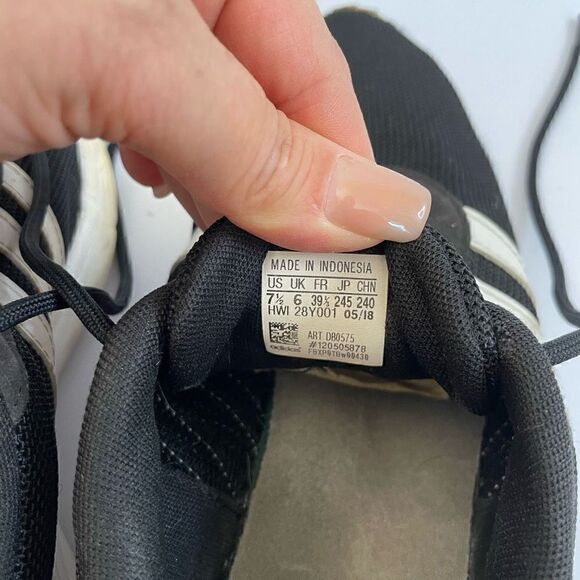 MADE IN INDONESIA
US UK FR JP CHN
7½ 6 39⅓ 245 240
HWI 28Y001 05/18
ART DB0575
#120505878
adidas